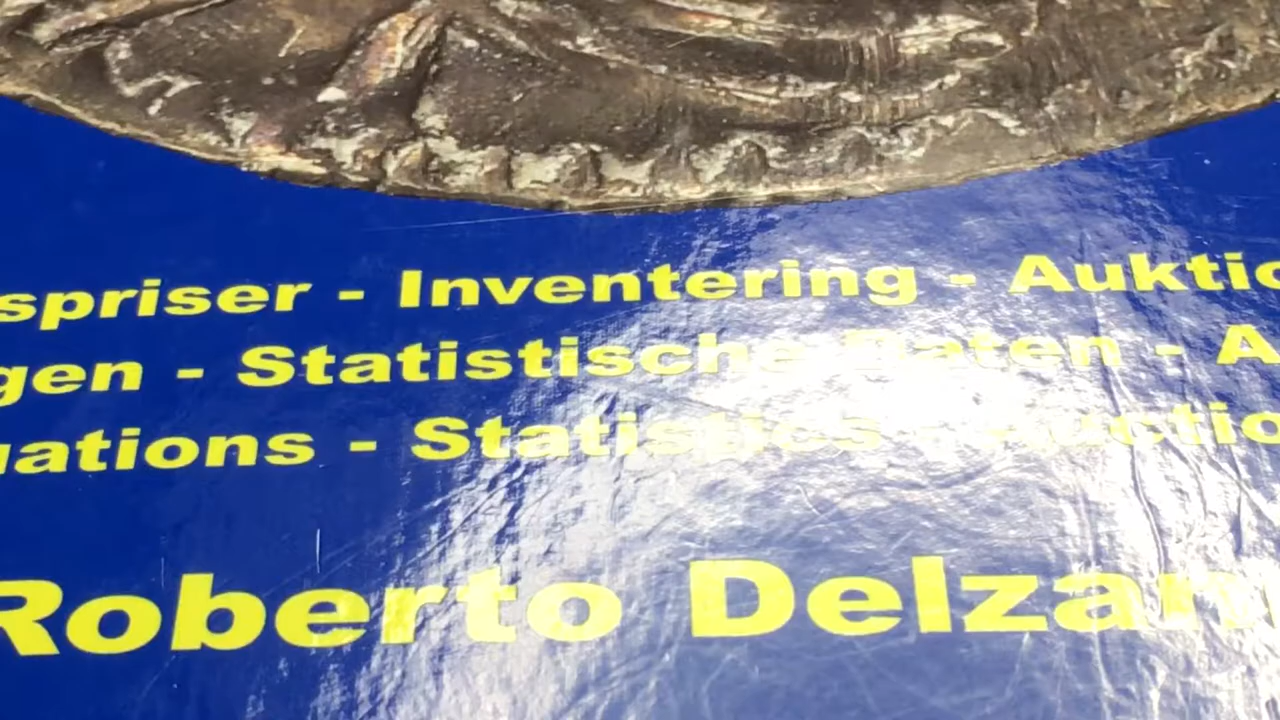 spriser - Inventering - Auktio
gen - Statistische Daten - A
uations - Statistics - Auctio
Roberto Delzan